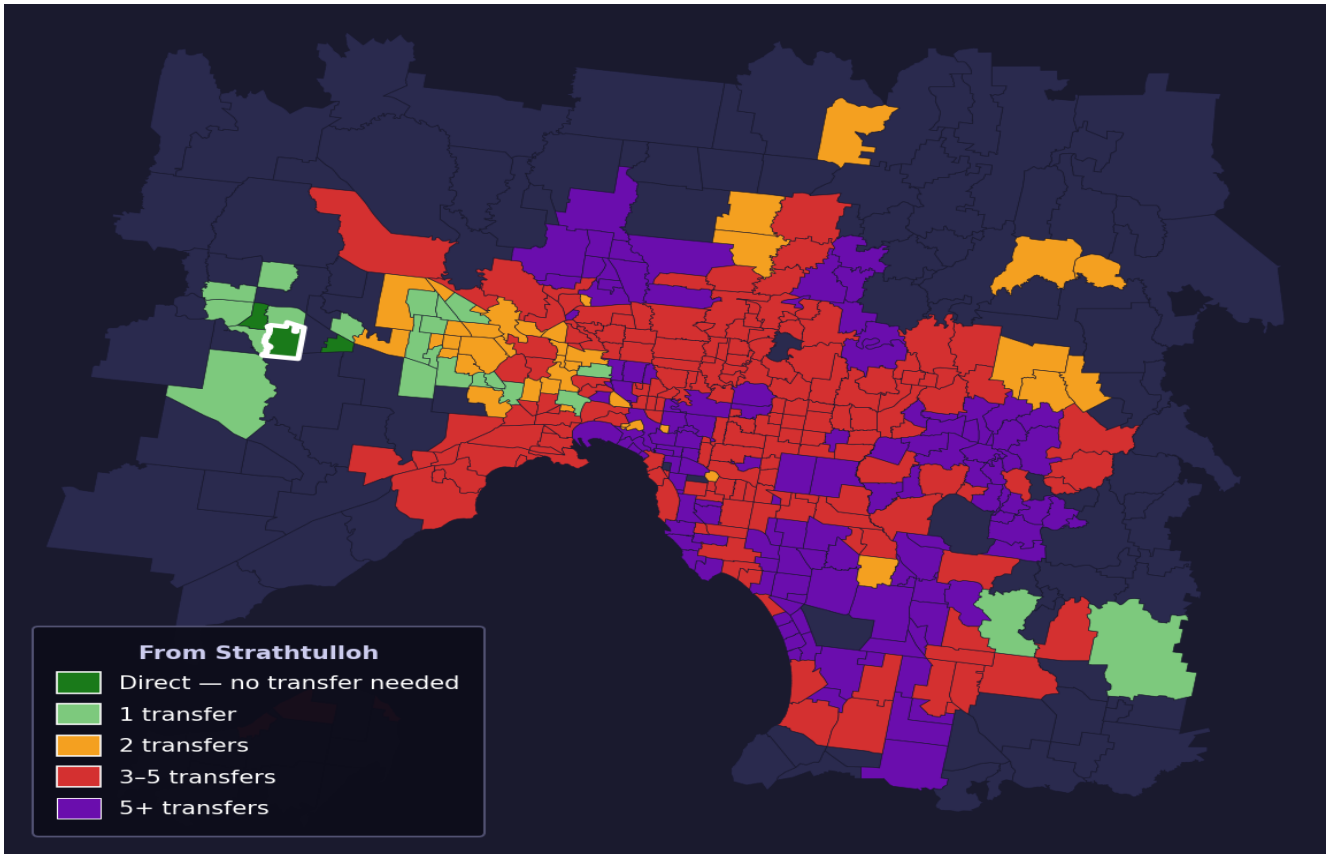 From Strathtulloh
Direct — no transfer needed
1 transfer
2 transfers
3–5 transfers
5+ transfers